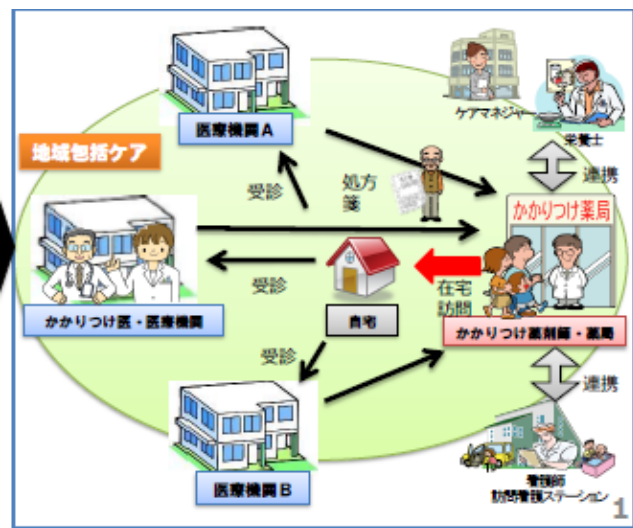 医療機関A
ケアマネジャー
栄養士
地域包括ケア
受診
処方
箋
連携
かかりつけ薬局
受診
在宅
訪問
かかりつけ医・医療機関
自宅
かかりつけ薬剤師・薬局
受診
連携
医療機関B
看護師
訪問看護ステーション
1